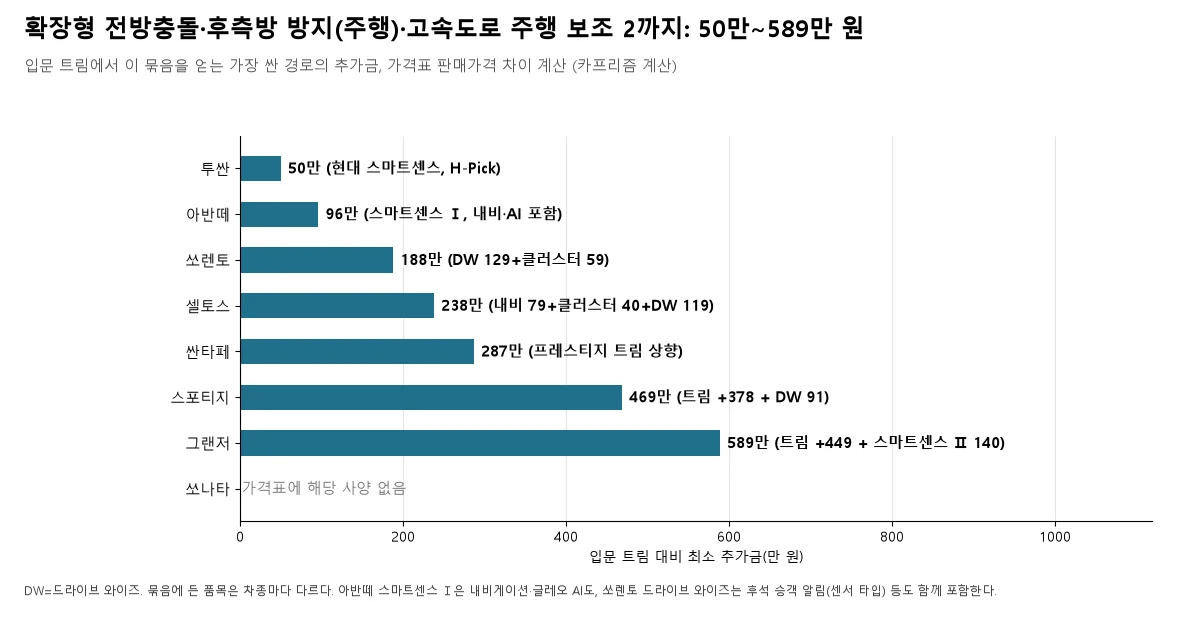 확장형 전방충돌·후측방 방지(주행)·고속도로 주행 보조 2까지: 50만~589만 원
입문 트림에서 이 묶음을 얻는 가장 싼 경로의 추가금, 가격표 판매가격 차이 계산 (카프리즘 계산)
투싼 50만 (현대 스마트센스, H-Pick)
아반떼 96만 (스마트센스 Ⅰ, 내비·AI 포함)
쏘렌토 188만 (DW 129+클러스터 59)
셀토스 238만 (내비 79+클러스터 40+DW 119)
싼타페 287만 (프레스티지 트림 상향)
스포티지 469만 (트림 +378 + DW 91)
그랜저 589만 (트림 +449 + 스마트센스 Ⅱ 140)
쏘나타 가격표에 해당 사양 없음
0 200 400 600 800 1000
입문 트림 대비 최소 추가금(만 원)
DW=드라이브 와이즈. 묶음에 든 품목은 차종마다 다르다. 아반떼 스마트센스 Ⅰ은 내비게이션·글레오 AI도, 쏘렌토 드라이브 와이즈는 후석 승객 알림(센서 타입) 등도 함께 포함한다.